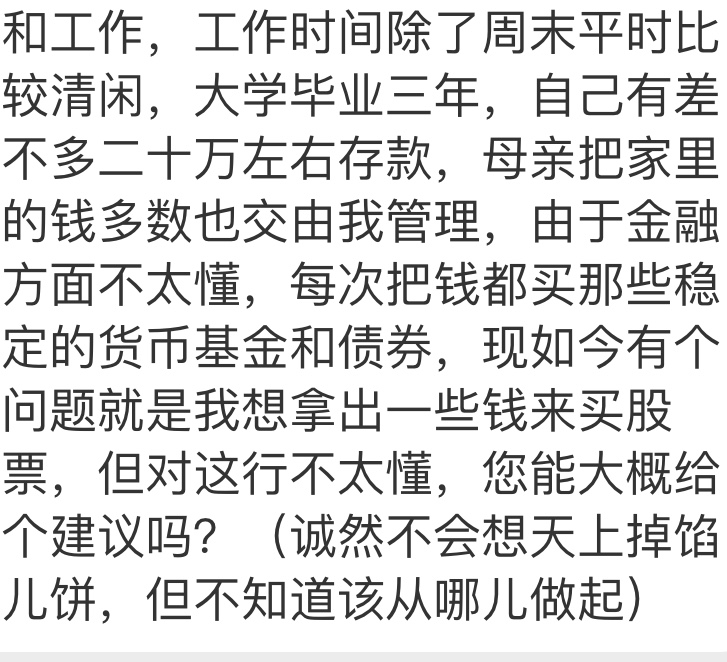 和工作，工作时间除了周末平时比
较清闲，大学毕业三年，自己有差
不多二十万左右存款，母亲把家里
的钱多数也交由我管理，由于金融
方面不太懂，每次把钱都买那些稳
定的货币基金和债券，现如今有个
问题就是我想拿出一些钱来买股
票，但对这行不太懂，您能大概给
个建议吗？（诚然不会想天上掉馅
儿饼，但不知道该从哪儿做起）